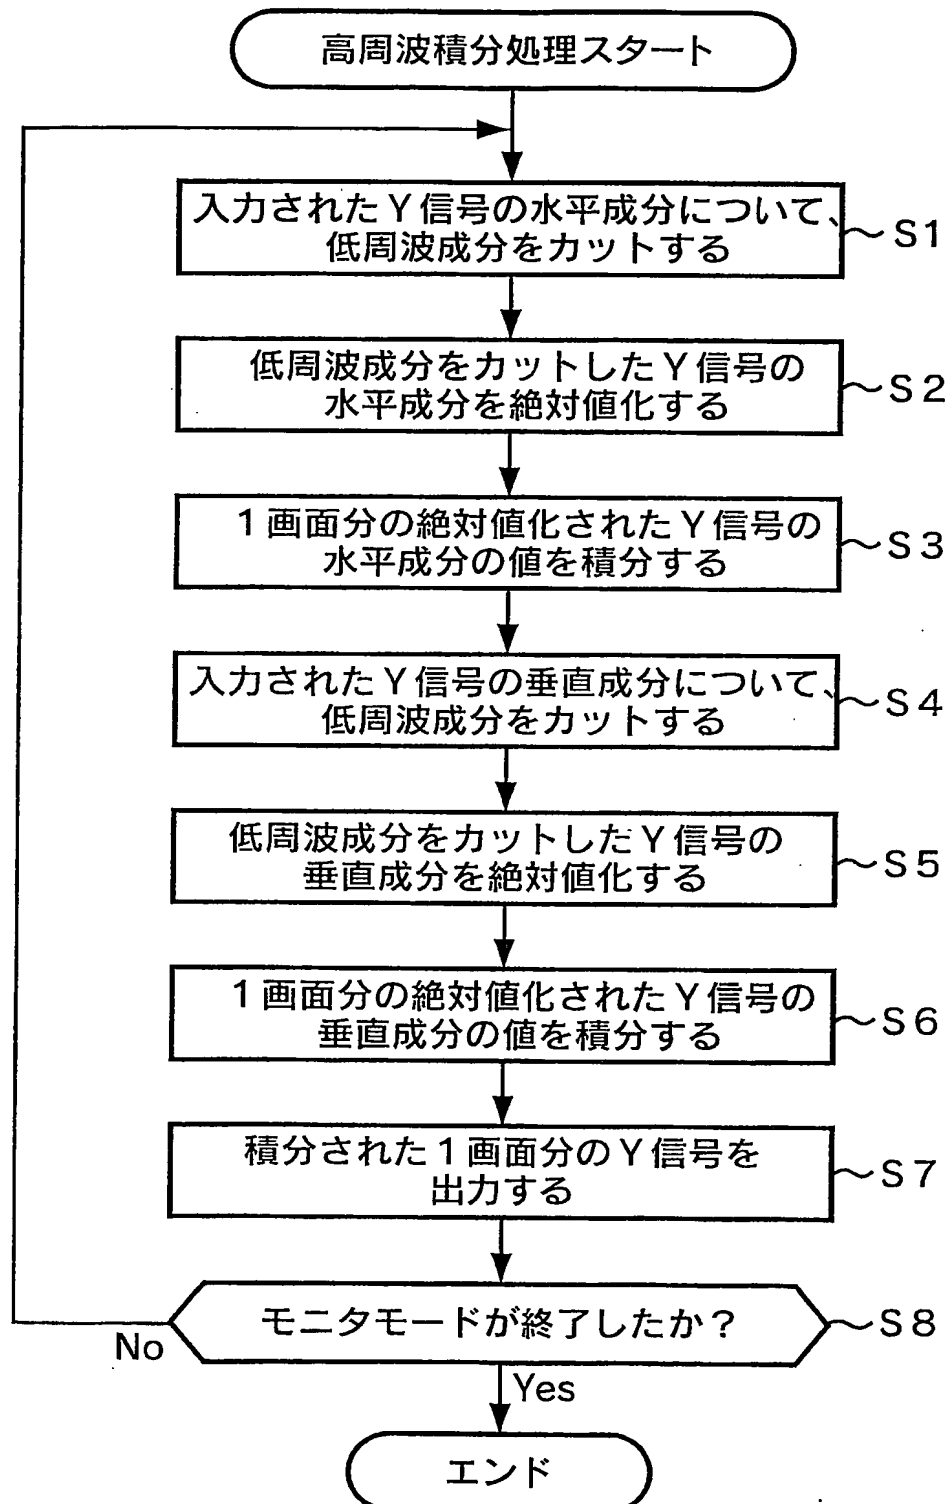 高周波積分処理スタート
入力されたY信号の水平成分について、
低周波成分をカットする
S1
低周波成分をカットしたY信号の
水平成分を絶対値化する
S2
1画面分の絶対値化されたY信号の
水平成分の値を積分する
S3
入力されたY信号の垂直成分について、
低周波成分をカットする
S4
低周波成分をカットしたY信号の
垂直成分を絶対値化する
S5
1画面分の絶対値化されたY信号の
垂直成分の値を積分する
S6
積分された1画面分のY信号を
出力する
S7
モニタモードが終了したか?
S8
No
Yes
エンド